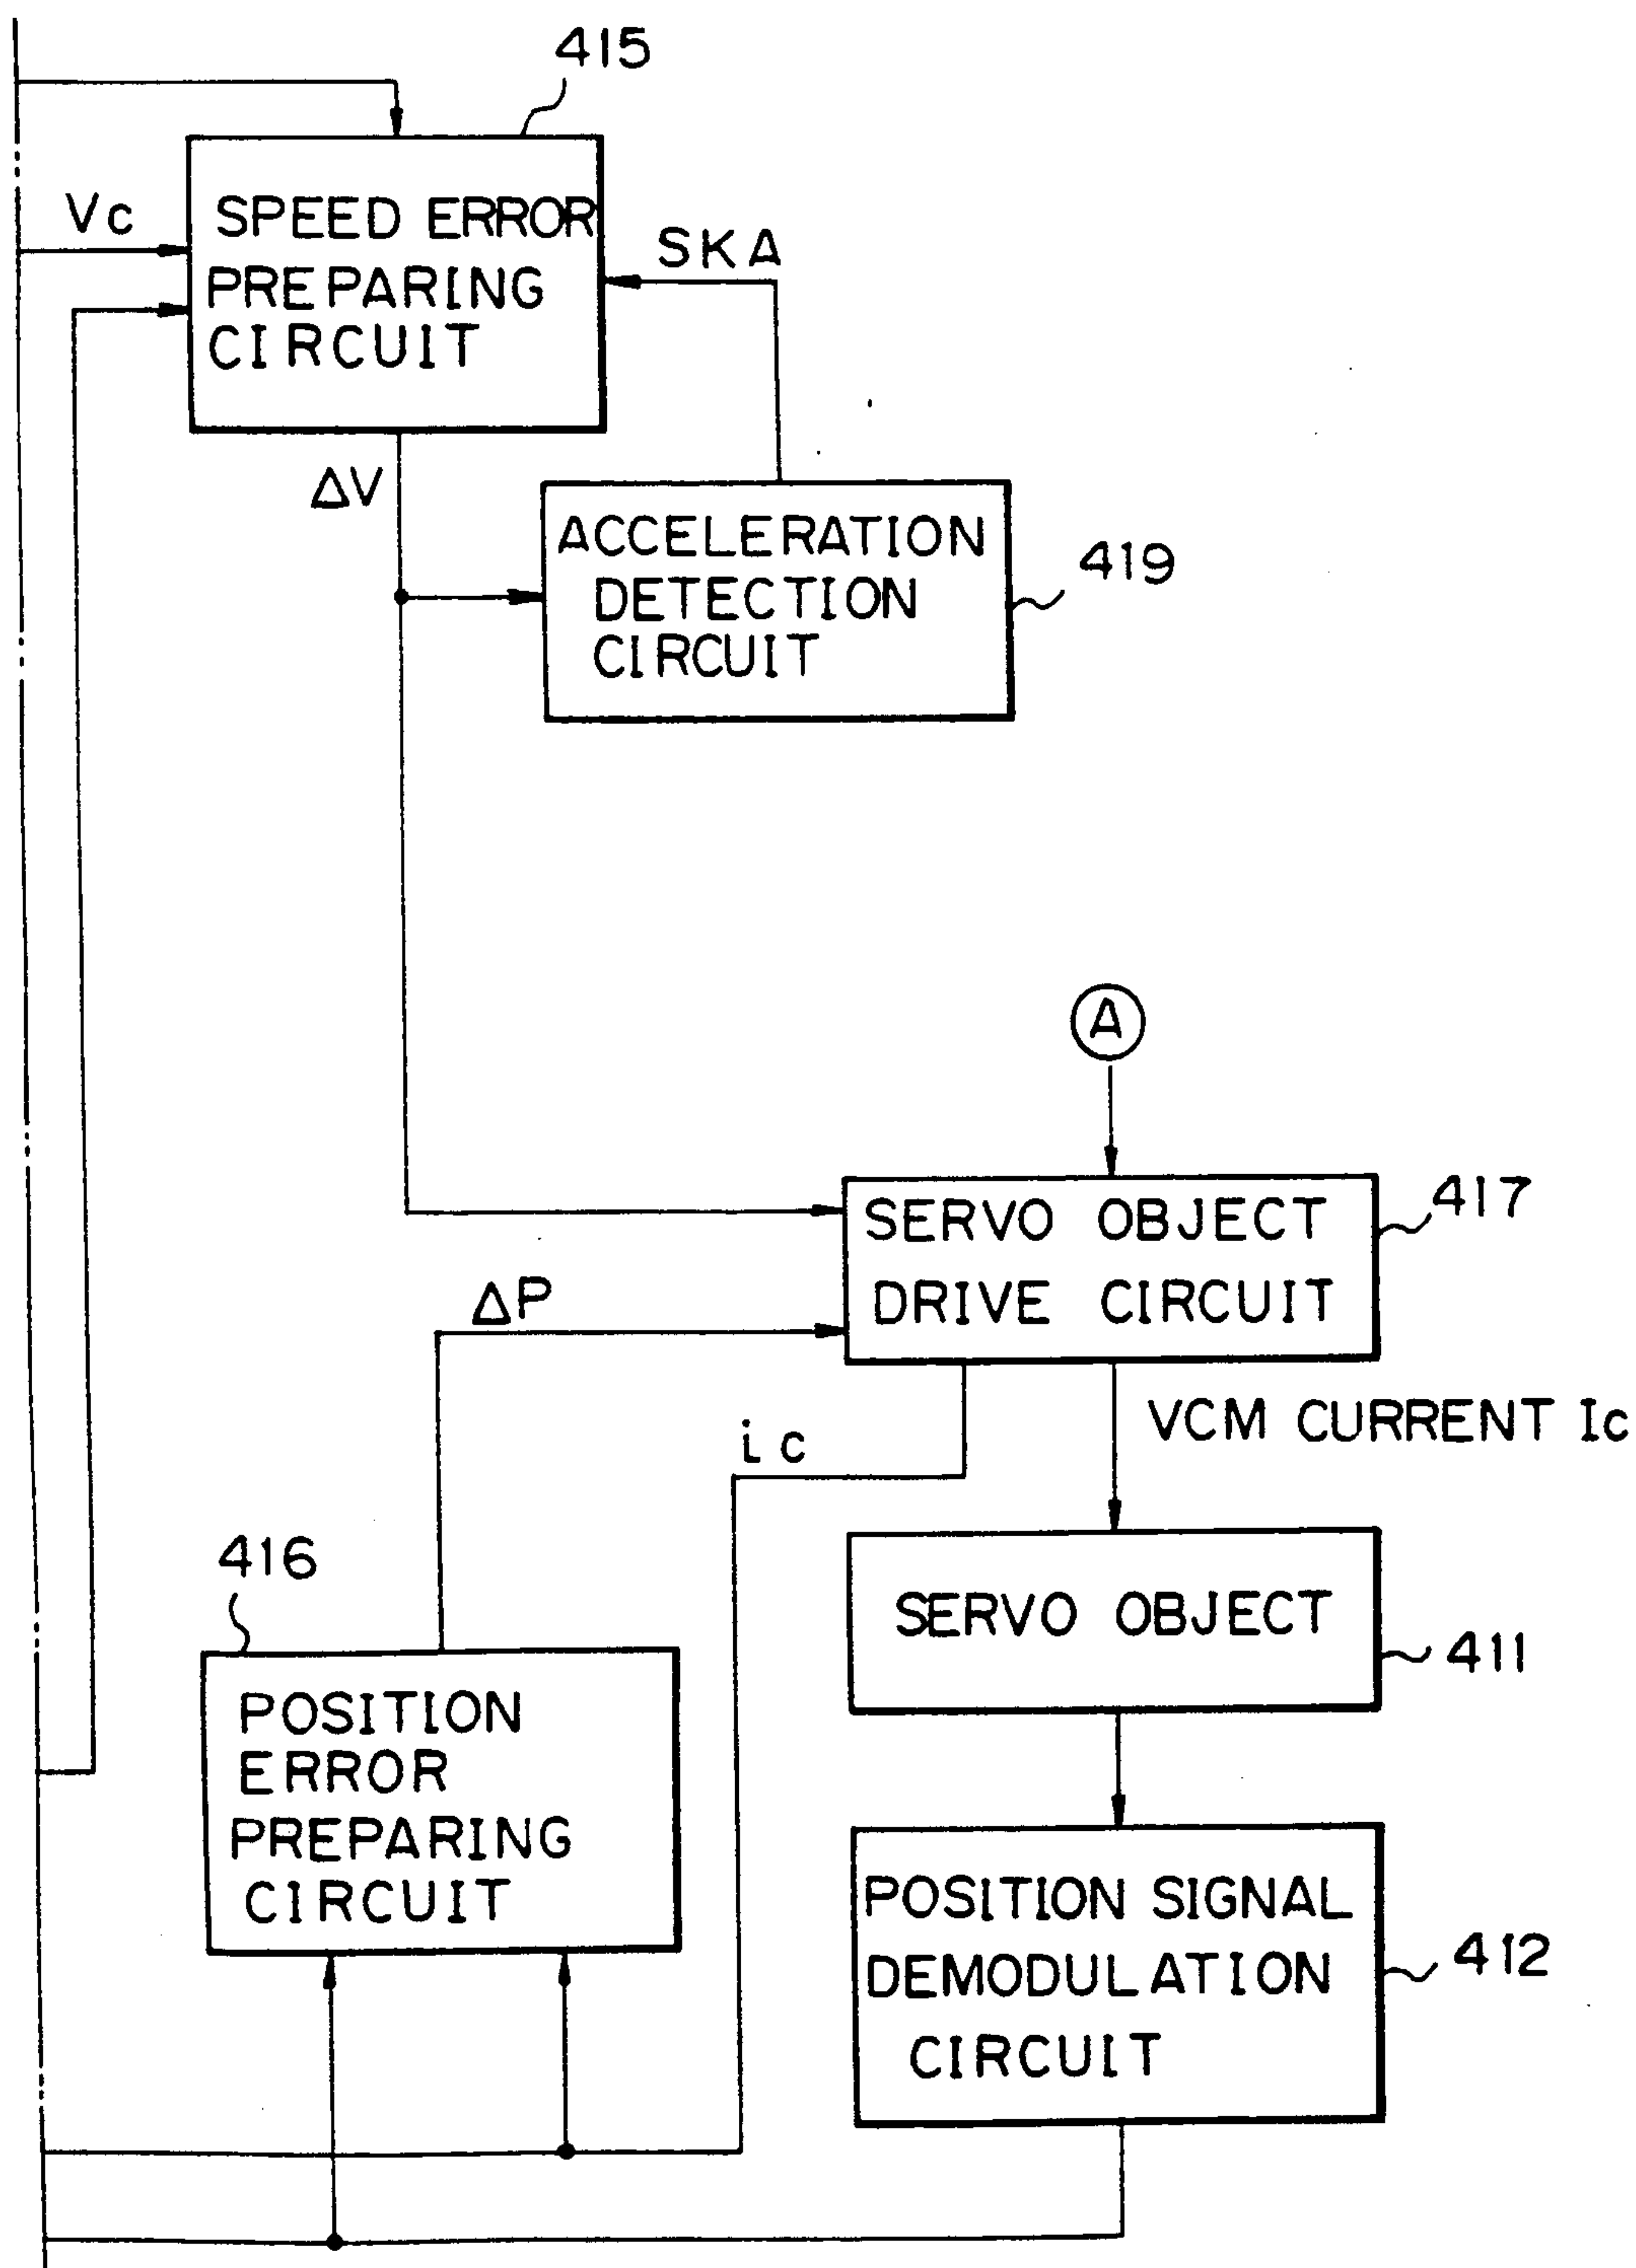 415
Vc
SPEED ERROR
PREPARING
CIRCUIT
SKA
ΔV
ACCELERATION
DETECTION
CIRCUIT
419
A
SERVO OBJECT
DRIVE CIRCUIT
417
ΔP
ic
VCM CURRENT Ic
416
SERVO OBJECT
411
POSITION
ERROR
PREPARING
CIRCUIT
POSITION SIGNAL
DEMODULATION
CIRCUIT
412